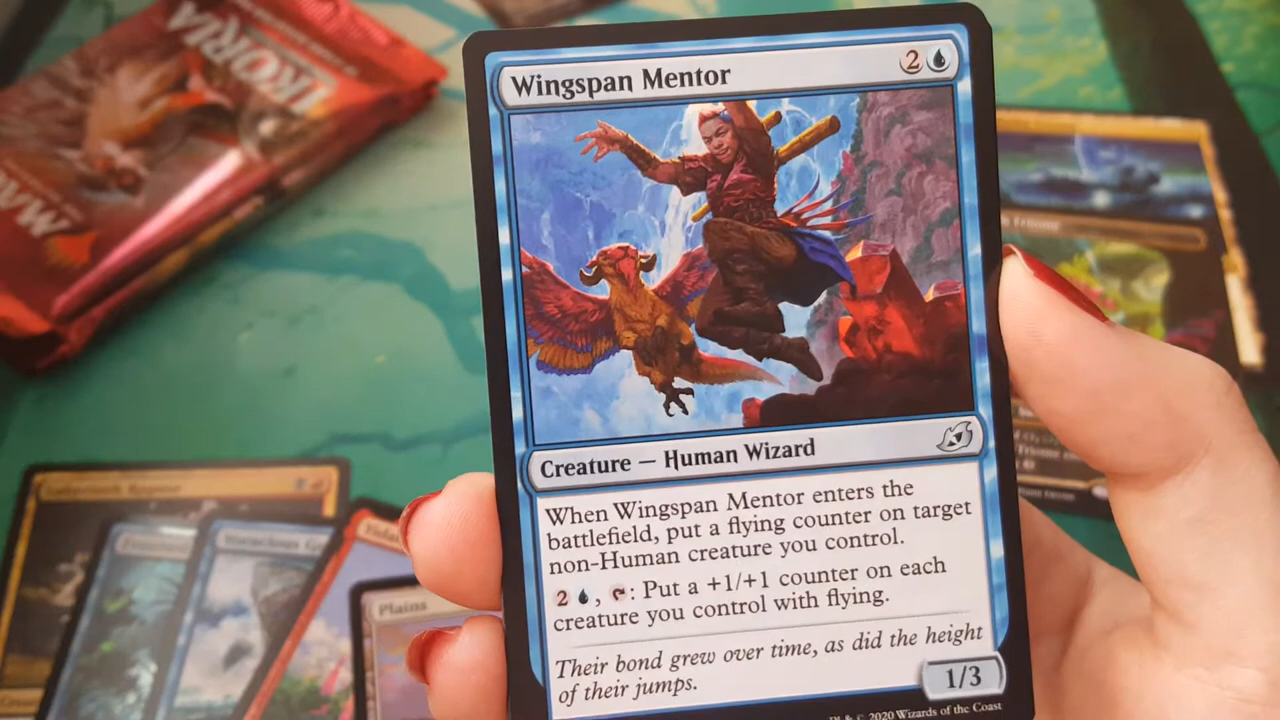 IKORIA
Wingspan Mentor
2
Creature — Human Wizard
When Wingspan Mentor enters the
battlefield, put a flying counter on target
non-Human creature you control.
2 , : Put a +1/+1 counter on each
creature you control with flying.
Their bond grew over time, as did the height
of their jumps.
1/3
& © 2020 Wizards of the Coast
Plains